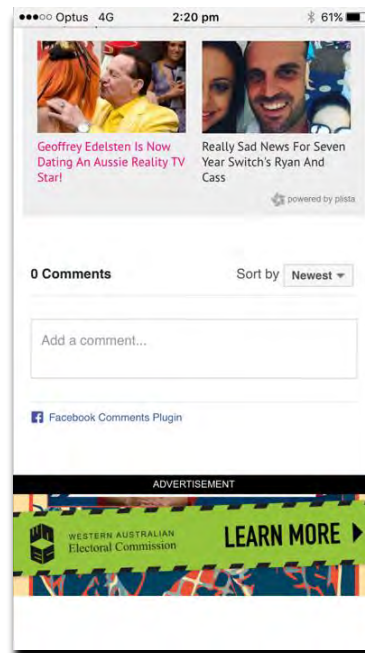 Optus 4G 2:20 pm 61%
Geoffrey Edelsten Is Now
Dating An Aussie Reality TV
Star!
Really Sad News For Seven
Year Switch's Ryan And
Cass
powered by plista
0 Comments
Sort by Newest
Add a comment...
Facebook Comments Plugin
ADVERTISEMENT
WESTERN AUSTRALIAN
Electoral Commission
LEARN MORE